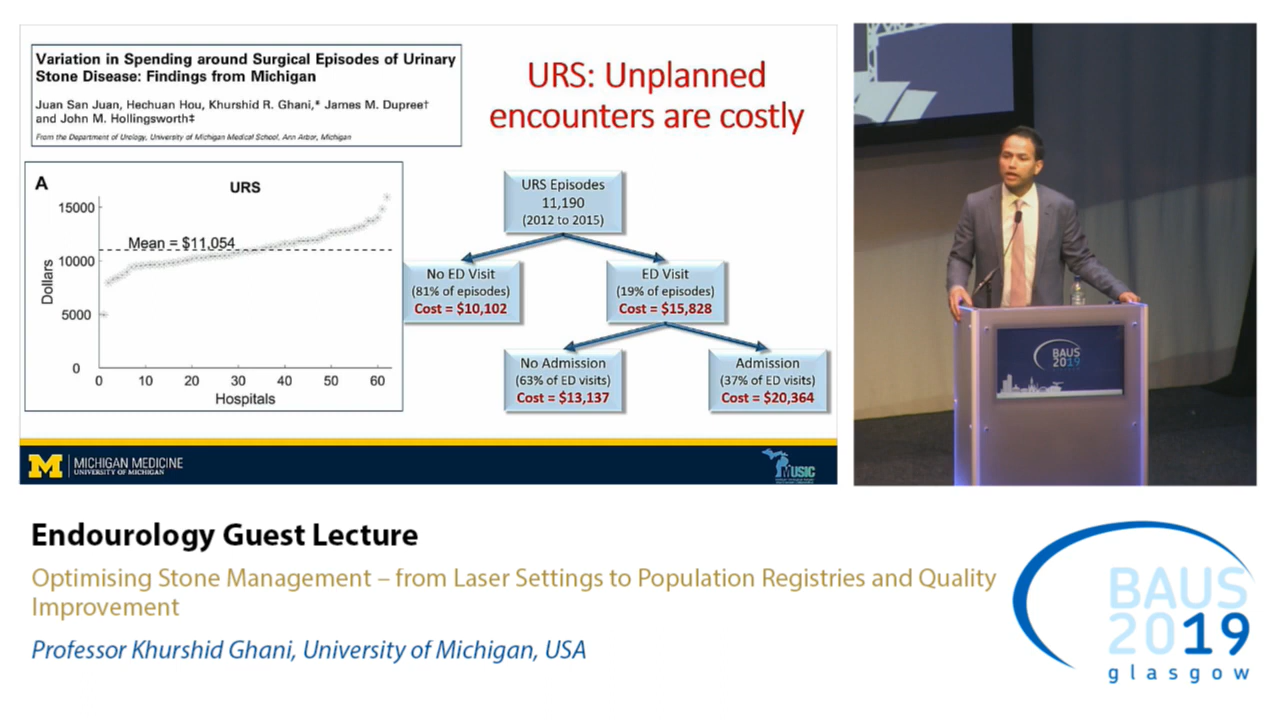 Variation in Spending around Surgical Episodes of Urinary
Stone Disease: Findings from Michigan
Juan San Juan, Hechuan Hou, Khurshid R. Ghani,* James M. Dupree†
and John M. Hollingsworth‡
From the Department of Urology, University of Michigan Medical School, Ann Arbor, Michigan
URS: Unplanned
encounters are costly
A
URS
15000
Mean = $11,054
10000
5000
0
Dollars
0 10 20 30 40 50 60
Hospitals
URS Episodes
11,190
(2012 to 2015)
No ED Visit
(81% of episodes)
Cost = $10,102
ED Visit
(19% of episodes)
Cost = $15,828
No Admission
(63% of ED visits)
Cost = $13,137
Admission
(37% of ED visits)
Cost = $20,364
M
MICHIGAN MEDICINE
UNIVERSITY OF MICHIGAN
MUSIC
BAUS
2019
Endourology Guest Lecture
Optimising Stone Management – from Laser Settings to Population Registries and Quality
Improvement
Professor Khurshid Ghani, University of Michigan, USA
BAUS
2019
glasgow